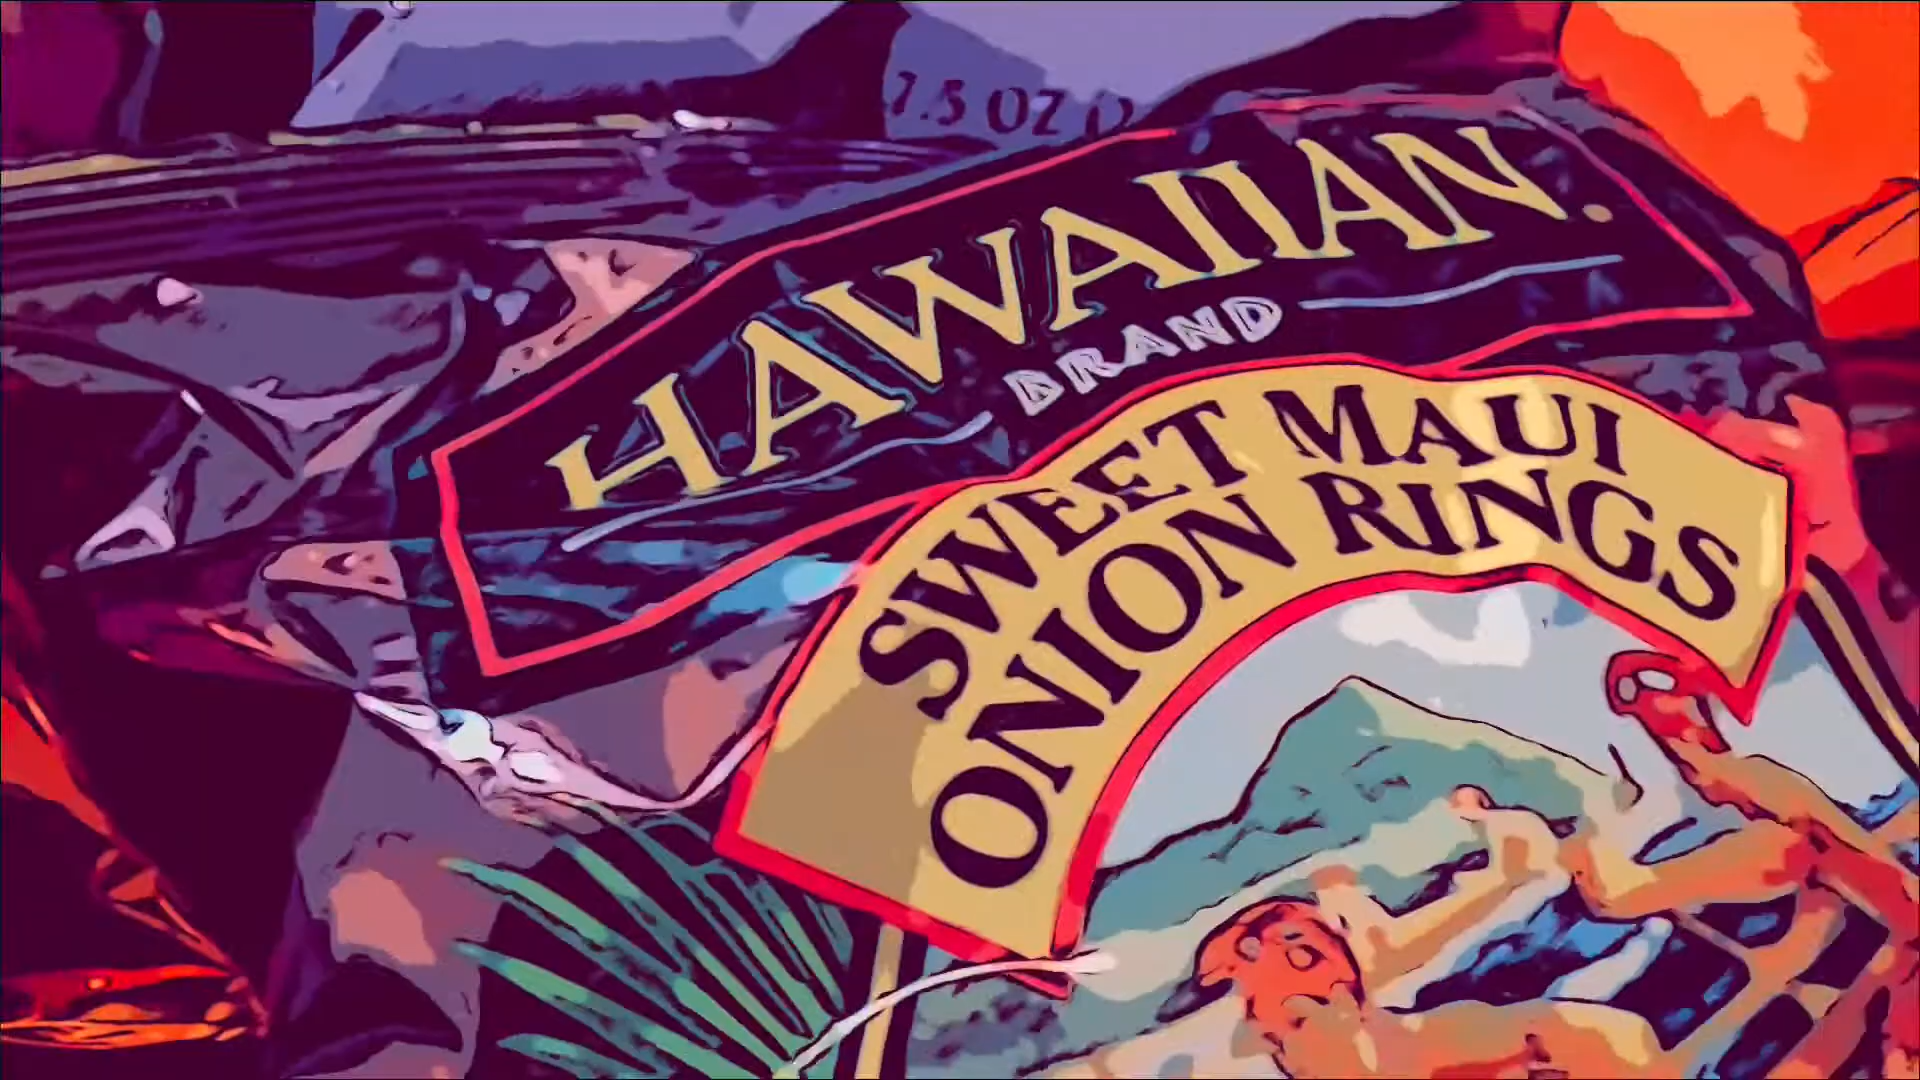 7.5 OZ
HAWAIIAN.
BRAND
SWEET MAUI
ONION RINGS